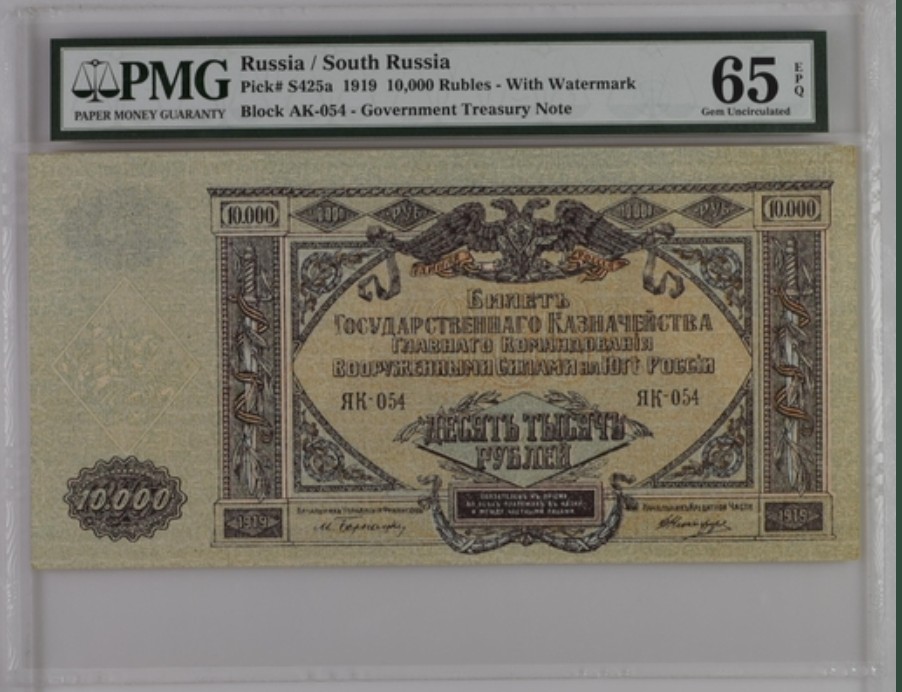 PMG
PAPER MONEY GUARANTY
Russia / South Russia
Pick# S425a 1919 10,000 Rubles - With Watermark
Block AK-054 - Government Treasury Note
65
EPQ
Gem Uncirculated
10.000 РУБ РУБ 10.000
Билетъ
Государственнаго Казначейства
Главнаго Командованія
Вооруженными Силами на Югѣ Россіи
ЯК-054 ЯК-054
ДЕСЯТЬ ТЫСЯЧЪ
РУБЛЕЙ
10.000
1919 1919